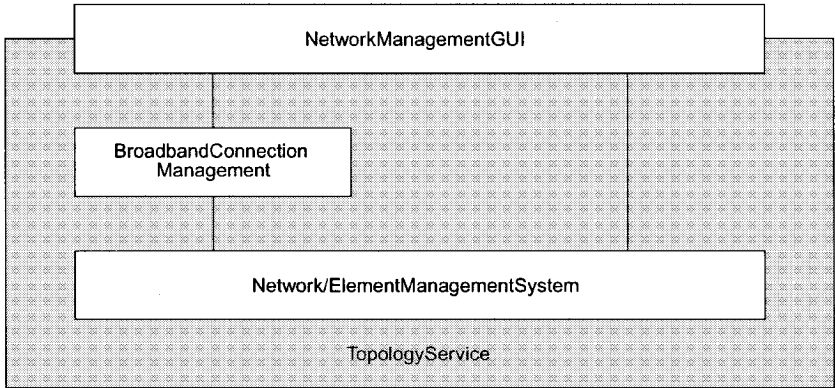 NetworkManagementGUI
BroadbandConnection
Management
Network/ElementManagementSystem
TopologyService